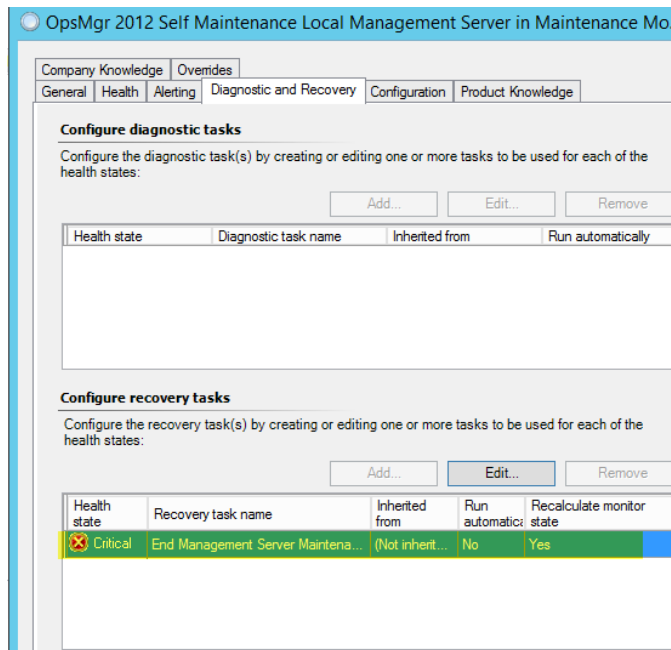 OpsMgr 2012 Self Maintenance Local Management Server in Maintenance Mo.
Company Knowledge Overrides
General Health Alerting Diagnostic and Recovery Configuration Product Knowledge
Configure diagnostic tasks
Configure the diagnostic task(s) by creating or editing one or more tasks to be used for each of the
health states:
Add... Edit... Remove
Health state Diagnostic task name Inherited from Run automatically
Configure recovery tasks
Configure the recovery task(s) by creating or editing one or more tasks to be used for each of the
health states:
Add... Edit... Remove
Health state Recovery task name Inherited from Run automatica Recalculate monitor state
Critical End Management Server Maintena... (Not inherit... No Yes